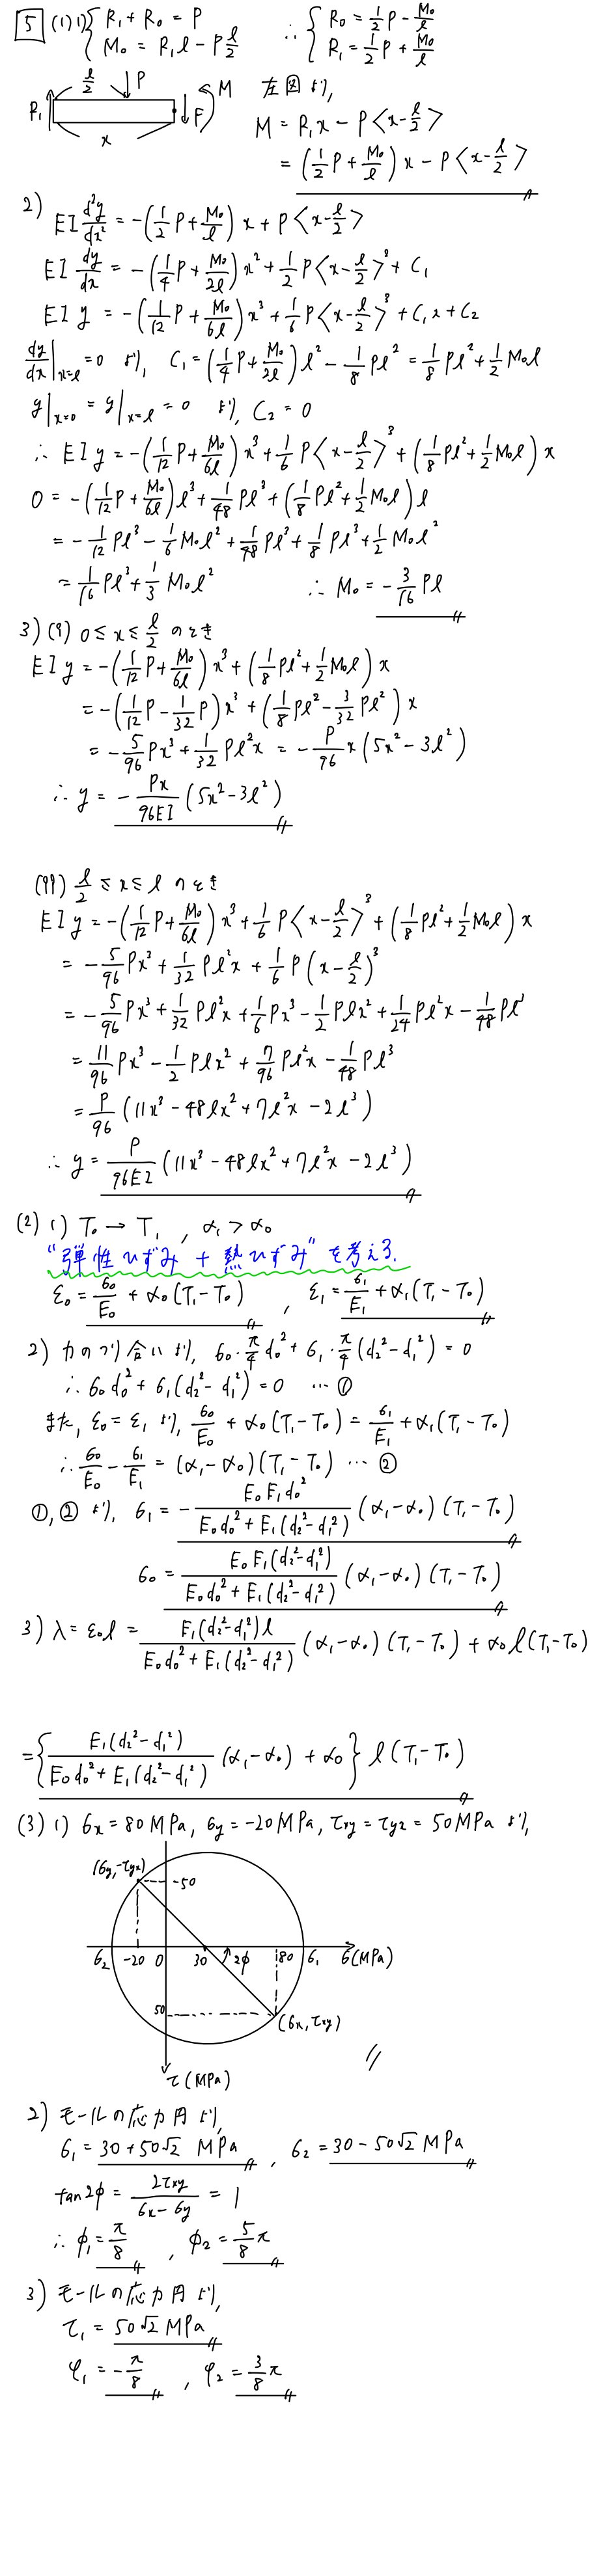 5 (1) 1) { R₁ + R₀ = P
M₀ = R₁l - P l/2
∴ { R₀ = 1/2 P - M₀/l
R₁ = 1/2 P + M₀/l
l/2 P M
R₁ F
x
左図より,
M = R₁x - P<x - l/2>
= (1/2 P + M₀/l) x - P<x - l/2>
2) EI d²y/dx² = -(1/2 P + M₀/l) x + P<x - l/2>
EI dy/dx = -(1/4 P + M₀/2l) x² + 1/2 P<x - l/2>² + C₁
EI y = -(1/12 P + M₀/6l) x³ + 1/6 P<x - l/2>³ + C₁x + C₂
dy/dx|x=l = 0 より, C₁ = (1/4 P + M₀/2l) l² - 1/8 Pl² = 1/8 Pl² + 1/2 M₀l
y|x=0 = y|x=l = 0 より, C₂ = 0
∴ EI y = -(1/12 P + M₀/6l) x³ + 1/6 P<x - l/2>³ + (1/8 Pl² + 1/2 M₀l) x
0 = -(1/12 P + M₀/6l) l³ + 1/48 Pl³ + (1/8 Pl² + 1/2 M₀l) l
= -1/12 Pl³ - 1/6 M₀l² + 1/48 Pl³ + 1/8 Pl³ + 1/2 M₀l²
= 1/16 Pl³ + 1/3 M₀l² ∴ M₀ = -3/16 Pl
3) (i) 0 ≤ x ≤ l/2 のとき
EI y = -(1/12 P + M₀/6l) x³ + (1/8 Pl² + 1/2 M₀l) x
= -(1/12 P - 1/32 P) x³ + (1/8 Pl² - 3/32 Pl²) x
= -5/96 Px³ + 1/32 Pl²x = -P/96 x (5x² - 3l²)
∴ y = -Px/96EI (5x² - 3l²)
(ii) l/2 ≤ x ≤ l のとき
EI y = -(1/12 P + M₀/6l) x³ + 1/6 P<x - l/2>³ + (1/8 Pl² + 1/2 M₀l) x
= -5/96 Px³ + 1/32 Pl²x + 1/6 P(x - l/2)³
= -5/96 Px³ + 1/32 Pl²x + 1/6 Px³ - 1/2 Plx² + 1/24 Pl²x - 1/48 Pl³
= 11/96 Px³ - 1/2 Plx² + 7/96 Pl²x - 1/48 Pl³
= P/96 (11x³ - 48lx² + 7l²x - 2l³)
∴ y = P/96EI (11x³ - 48lx² + 7l²x - 2l³)
(2) 1) T₀ → T₁, α₁ > α₀
"弾性ひずみ + 熱ひずみ" を考える.
ε₀ = σ₀/E₀ + α₀(T₁ - T₀) , ε₁ = σ₁/E₁ + α₁(T₁ - T₀)
2) 力のつり合いより, σ₀・π/4 d₀² + σ₁・π/4 (d₂² - d₁²) = 0
∴ σ₀d₀² + σ₁(d₂² - d₁²) = 0 … ①
また, ε₀ = ε₁ より, σ₀/E₀ + α₀(T₁ - T₀) = σ₁/E₁ + α₁(T₁ - T₀)
∴ σ₀/E₀ - σ₁/E₁ = (α₁ - α₀)(T₁ - T₀) … ②
①, ② より, σ₁ = - E₀E₁d₀² / E₀d₀² + E₁(d₂² - d₁²) (α₁ - α₀)(T₁ - T₀)
σ₀ = E₀E₁(d₂² - d₁²) / E₀d₀² + E₁(d₂² - d₁²) (α₁ - α₀)(T₁ - T₀)
3) λ = ε₀l = E₁(d₂² - d₁²)l / E₀d₀² + E₁(d₂² - d₁²) (α₁ - α₀)(T₁ - T₀) + α₀l(T₁ - T₀)
= { E₁(d₂² - d₁²) / E₀d₀² + E₁(d₂² - d₁²) (α₁ - α₀) + α₀ } l(T₁ - T₀)
(3) 1) σx = 80 MPa, σy = -20 MPa, τxy = τyx = 50 MPa より,
(σy, -τyx) -50
σ₂ -20 0 30 2φ 80 σ₁ σ(MPa)
50 (σx, τxy)
τ(MPa)
2) モールの応力円より,
σ₁ = 30 + 50√2 MPa , σ₂ = 30 - 50√2 MPa
tan2φ = 2τxy / σx - σy = 1
∴ φ₁ = π/8 , φ₂ = 5/8 π
3) モールの応力円より,
τ₁ = 50√2 MPa
φ₁ = -π/8 , φ₂ = 3/8 π